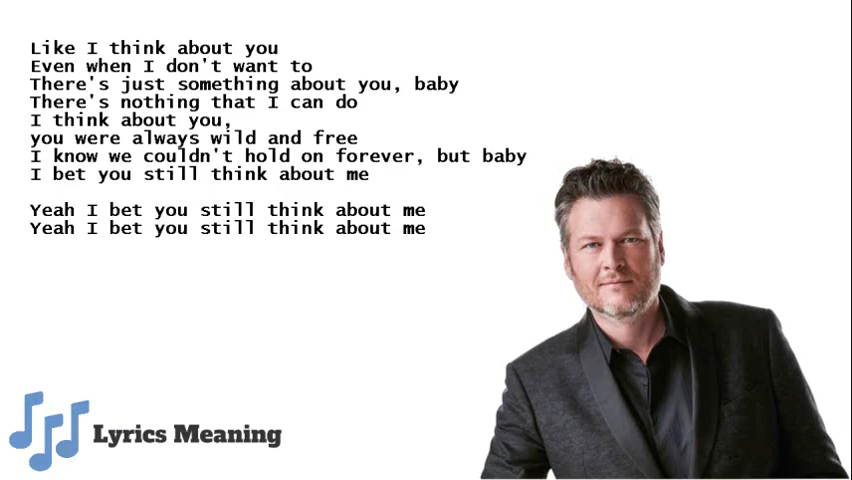 Like I think about you
Even when I don't want to
There's just something about you, baby
There's nothing that I can do
I think about you,
you were always wild and free
I know we couldn't hold on forever, but baby
I bet you still think about me
Yeah I bet you still think about me
Yeah I bet you still think about me
Lyrics Meaning